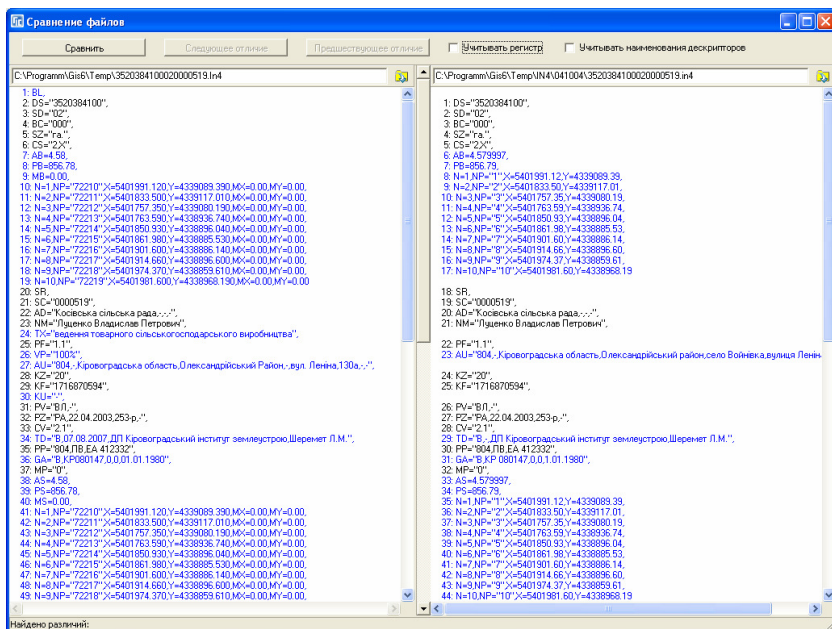 Сравнение файлов
Сравнить
Следующее отличие
Предшествующее отличие
Учитывать регистр
Учитывать наименования дескрипторов
C:\Programm\Gis6\Temp\3520384100020000519.In4
1: BL,
2: DS="3520384100",
3: SD="02",
4: BC="000",
5: SZ="га.",
6: CS="2,X",
7: AB=4.58,
8: PB=856.78,
9: MB=0.00,
10: N=1,NP="72210",X=5401991.120,Y=4339089.390,MX=0.00,MY=0.00,
11: N=2,NP="72211",X=5401833.500,Y=4339117.010,MX=0.00,MY=0.00,
12: N=3,NP="72212",X=5401757.350,Y=4339080.190,MX=0.00,MY=0.00,
13: N=4,NP="72213",X=5401763.590,Y=4338936.740,MX=0.00,MY=0.00,
14: N=5,NP="72214",X=5401850.930,Y=4338896.040,MX=0.00,MY=0.00,
15: N=6,NP="72215",X=5401861.980,Y=4338885.530,MX=0.00,MY=0.00,
16: N=7,NP="72216",X=5401901.600,Y=4338886.140,MX=0.00,MY=0.00,
17: N=8,NP="72217",X=5401914.660,Y=4338896.600,MX=0.00,MY=0.00,
18: N=9,NP="72218",X=5401974.370,Y=4338859.610,MX=0.00,MY=0.00,
19: N=10,NP="72219",X=5401981.600,Y=4338968.190,MX=0.00,MY=0.00
20: SR,
21: SC="0000519",
22: AD="Косівська сільська рада,-,-,-",
23: NM="Луценко Владислав Петрович",
24: TX="ведення товарного сільськогосподарського виробництва",
25: PF="1.1",
26: VP="100%",
27: AU="804,-,Кіровоградська область,Олександрійський Район,-,вул. Леніна,130а,-,-",
28: KZ="20",
29: KF="1716870594",
30: KU="-",
31: PV="ВЛ,-",
32: PZ="РА,22.04.2003,253-р,-",
33: CV="2.1",
34: TD="В,07.08.2007,ДП Кіровоградський інститут землеустрою,Шеремет Л.М.",
35: PP="804,ПВ,ЕА 412332",
36: GA="В,КР080147,0,0,01.01.1980",
37: MP="0",
38: AS=4.58,
39: PS=856.78,
40: MS=0.00,
41: N=1,NP="72210",X=5401991.120,Y=4339089.390,MX=0.00,MY=0.00,
42: N=2,NP="72211",X=5401833.500,Y=4339117.010,MX=0.00,MY=0.00,
43: N=3,NP="72212",X=5401757.350,Y=4339080.190,MX=0.00,MY=0.00,
44: N=4,NP="72213",X=5401763.590,Y=4338936.740,MX=0.00,MY=0.00,
45: N=5,NP="72214",X=5401850.930,Y=4338896.040,MX=0.00,MY=0.00,
46: N=6,NP="72215",X=5401861.980,Y=4338885.530,MX=0.00,MY=0.00,
47: N=7,NP="72216",X=5401901.600,Y=4338886.140,MX=0.00,MY=0.00,
48: N=8,NP="72217",X=5401914.660,Y=4338896.600,MX=0.00,MY=0.00,
49: N=9,NP="72218",X=5401974.370,Y=4338859.610,MX=0.00,MY=0.00,
C:\Programm\Gis6\Temp\IN4\041004\3520384100020000519.in4
1: DS="3520384100",
2: SD="02",
3: BC="000",
4: SZ="га.",
5: CS="2,X",
6: AB=4.579997,
7: PB=856.79,
8: N=1,NP="1",X=5401991.12,Y=4339089.39,
9: N=2,NP="2",X=5401833.50,Y=4339117.01,
10: N=3,NP="3",X=5401757.35,Y=4339080.19,
11: N=4,NP="4",X=5401763.59,Y=4338936.74,
12: N=5,NP="5",X=5401850.93,Y=4338896.04,
13: N=6,NP="6",X=5401861.98,Y=4338885.53,
14: N=7,NP="7",X=5401901.60,Y=4338886.14,
15: N=8,NP="8",X=5401914.66,Y=4338896.60,
16: N=9,NP="9",X=5401974.37,Y=4338859.61,
17: N=10,NP="10",X=5401981.60,Y=4338968.19
18: SR,
19: SC="0000519",
20: AD="Косівська сільська рада,-,-,-",
21: NM="Луценко Владислав Петрович",
22: PF="1.1",
23: AU="804,-,Кіровоградська область,Олександрійський район,село Войнівка,вулиця Леніна
24: KZ="20",
25: KF="1716870594",
26: PV="ВЛ,-",
27: PZ="РА,22.04.2003,253-р,-",
28: CV="2.1",
29: TD="В,-,ДП Кіровоградський інститут землеустрою,Шеремет Л.М.",
30: PP="804,ПВ,ЕА 412332",
31: GA="В,КР 080147,0,0,1.01.1980",
32: MP="0",
33: AS=4.579997,
34: PS=856.79,
35: N=1,NP="1",X=5401991.12,Y=4339089.39,
36: N=2,NP="2",X=5401833.50,Y=4339117.01,
37: N=3,NP="3",X=5401757.35,Y=4339080.19,
38: N=4,NP="4",X=5401763.59,Y=4338936.74,
39: N=5,NP="5",X=5401850.93,Y=4338896.04,
40: N=6,NP="6",X=5401861.98,Y=4338885.53,
41: N=7,NP="7",X=5401901.60,Y=4338886.14,
42: N=8,NP="8",X=5401914.66,Y=4338896.60,
43: N=9,NP="9",X=5401974.37,Y=4338859.61,
44: N=10,NP="10",X=5401981.60,Y=4338968.19
Найдено различий: